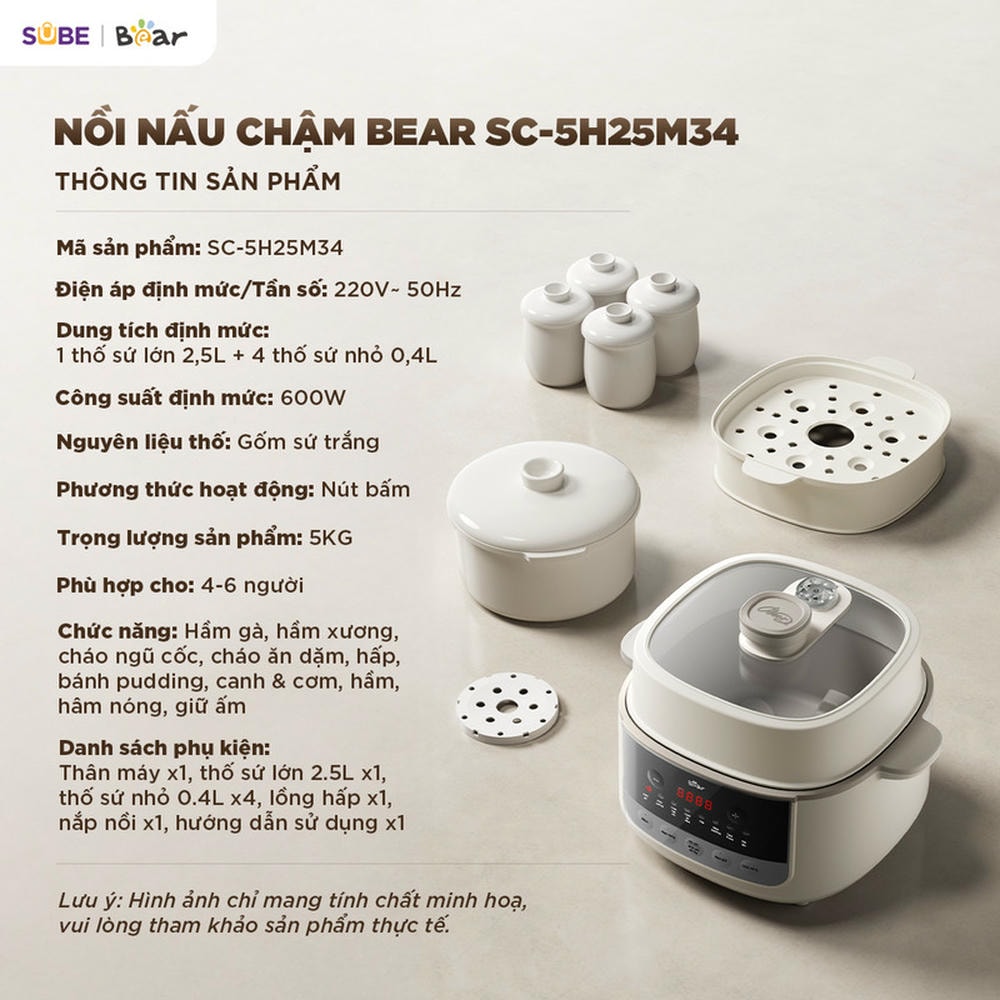 SUBE | Bear
NỒI NẤU CHẬM BEAR SC-5H25M34
THÔNG TIN SẢN PHẨM
Mã sản phẩm: SC-5H25M34
Điện áp định mức/Tần số: 220V~ 50Hz
Dung tích định mức:
1 thố sứ lớn 2,5L + 4 thố sứ nhỏ 0,4L
Công suất định mức: 600W
Nguyên liệu thố: Gốm sứ trắng
Phương thức hoạt động: Nút bấm
Trọng lượng sản phẩm: 5KG
Phù hợp cho: 4-6 người
Chức năng: Hầm gà, hầm xương,
cháo ngũ cốc, cháo ăn dặm, hấp,
bánh pudding, canh & cơm, hầm,
hâm nóng, giữ ấm
Danh sách phụ kiện:
Thân máy x1, thố sứ lớn 2.5L x1,
thố sứ nhỏ 0.4L x4, lồng hấp x1,
nắp nồi x1, hướng dẫn sử dụng x1
Lưu ý: Hình ảnh chỉ mang tính chất minh hoạ,
vui lòng tham khảo sản phẩm thực tế.
Bear
8888